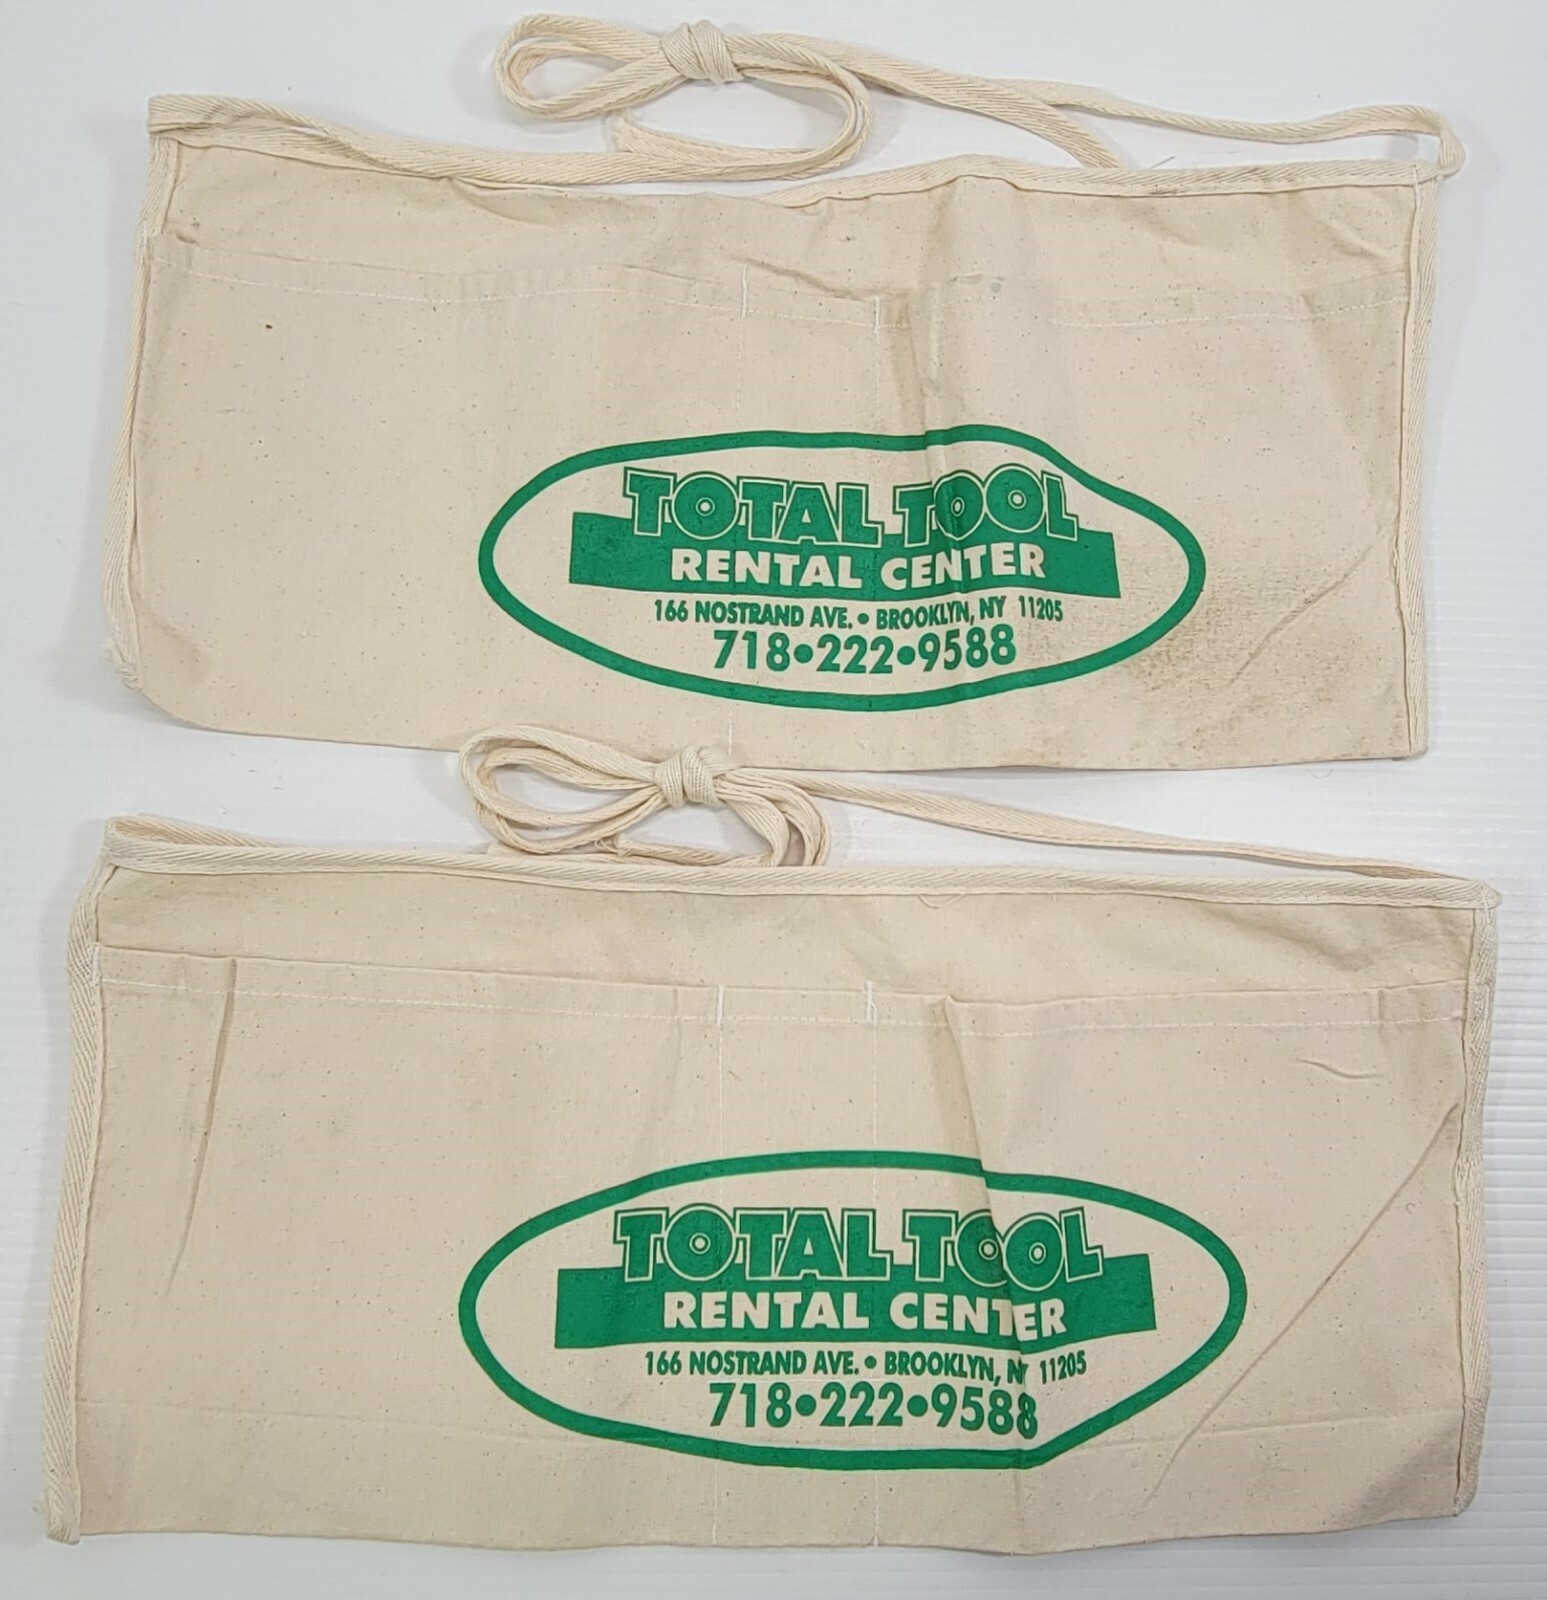 TOTAL TOOL
RENTAL CENTER
166 NOSTRAND AVE. • BROOKLYN, NY 11205
718•222•9588
TOTAL TOOL
RENTAL CENTER
166 NOSTRAND AVE. • BROOKLYN, NY 11205
718•222•9588